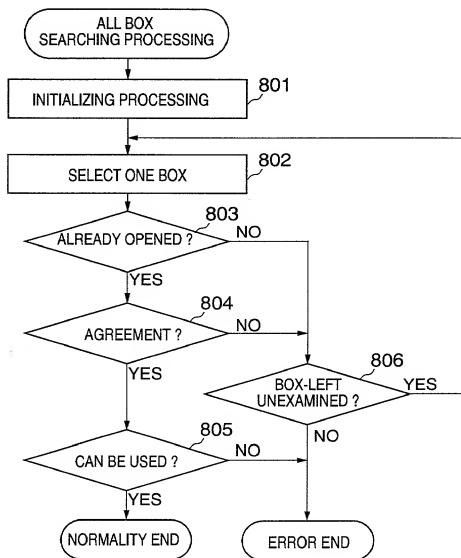 ALL BOX
SEARCHING PROCESSING
801
INITIALIZING PROCESSING
802
SELECT ONE BOX
803
ALREADY OPENED ?
NO
YES
804
AGREEMENT ?
NO
YES
806
BOX-LEFT
UNEXAMINED ?
YES
NO
805
CAN BE USED ?
NO
YES
NORMALITY END
ERROR END